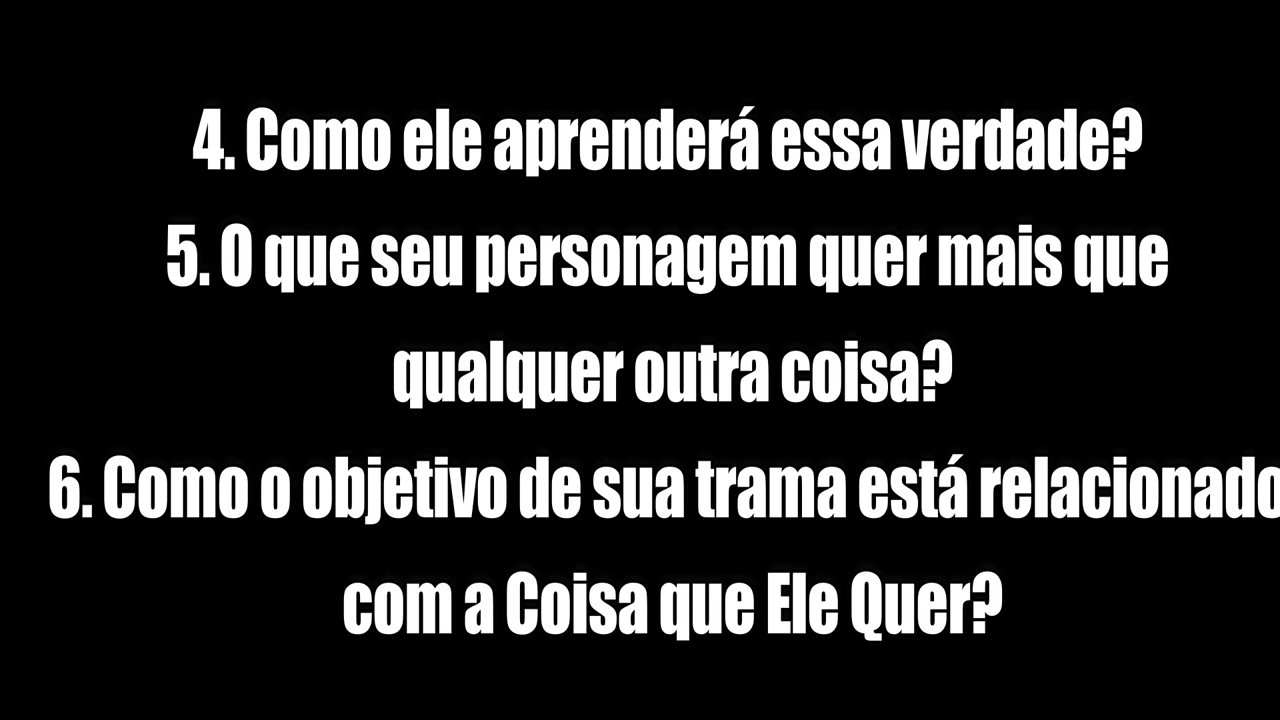 4. Como ele aprenderá essa verdade?
5. O que seu personagem quer mais que
qualquer outra coisa?
6. Como o objetivo de sua trama está relacionado
com a Coisa que Ele Quer?